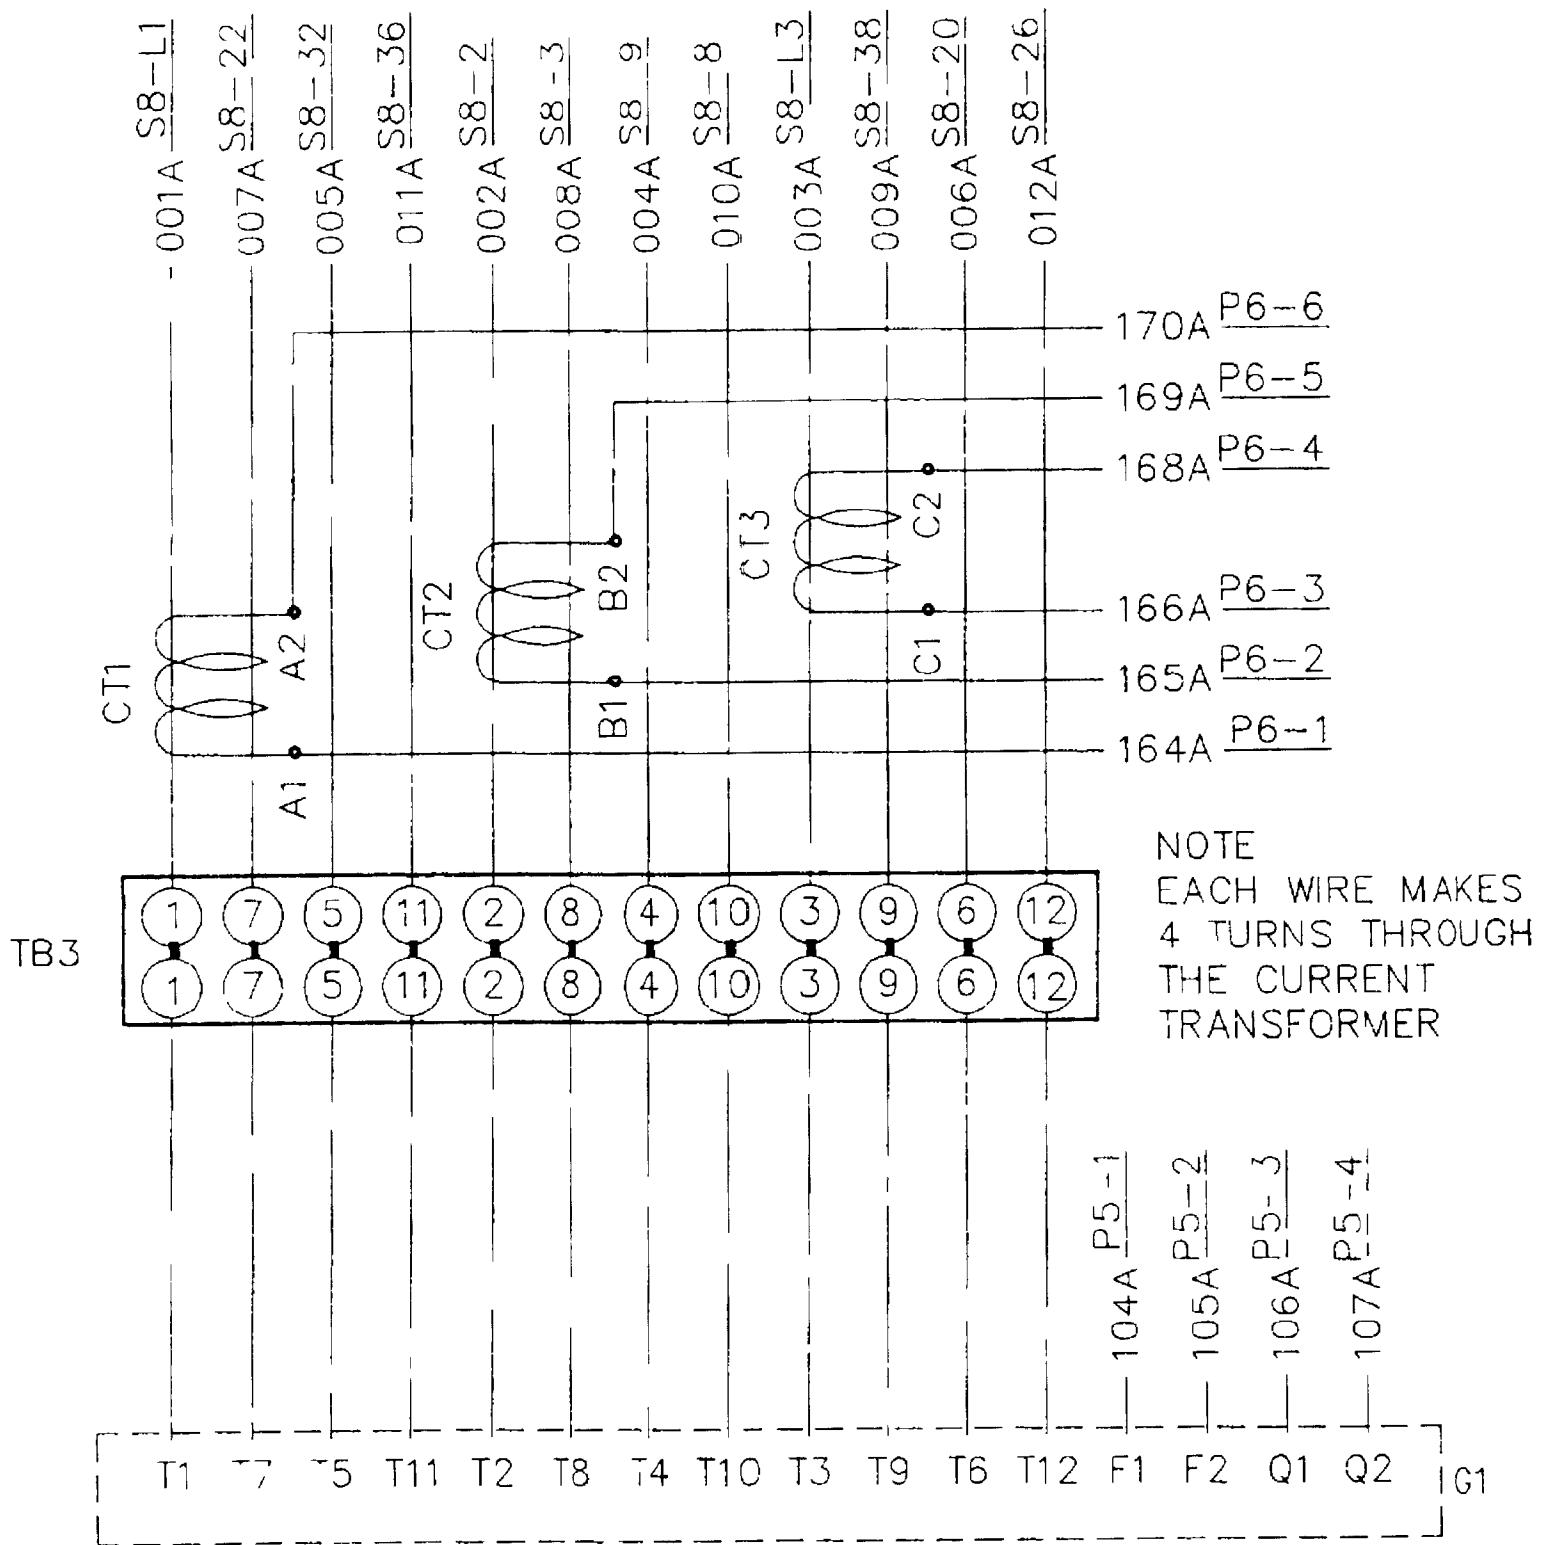 S8-L1
S8-22
S8-32
S8-36
S8-2
S8-3
S8 9
S8-8
S8-L3
S8-38
S8-20
S8-26
001A
007A
005A
011A
002A
008A
004A
010A
003A
009A
006A
012A
170A P6-6
169A P6-5
168A P6-4
166A P6-3
165A P6-2
164A P6-1
CT1
A2
A1
CT2
B2
B1
CT3
C2
C1
TB3
1 7 5 11 2 8 4 10 3 9 6 12
1 7 5 11 2 8 4 10 3 9 6 12
NOTE
EACH WIRE MAKES
4 TURNS THROUGH
THE CURRENT
TRANSFORMER
104A P5-1
105A P5-2
106A P5-3
107A P5-4
T1 T7 T5 T11 T2 T8 T4 T10 T3 T9 T6 T12 F1 F2 Q1 Q2
G1